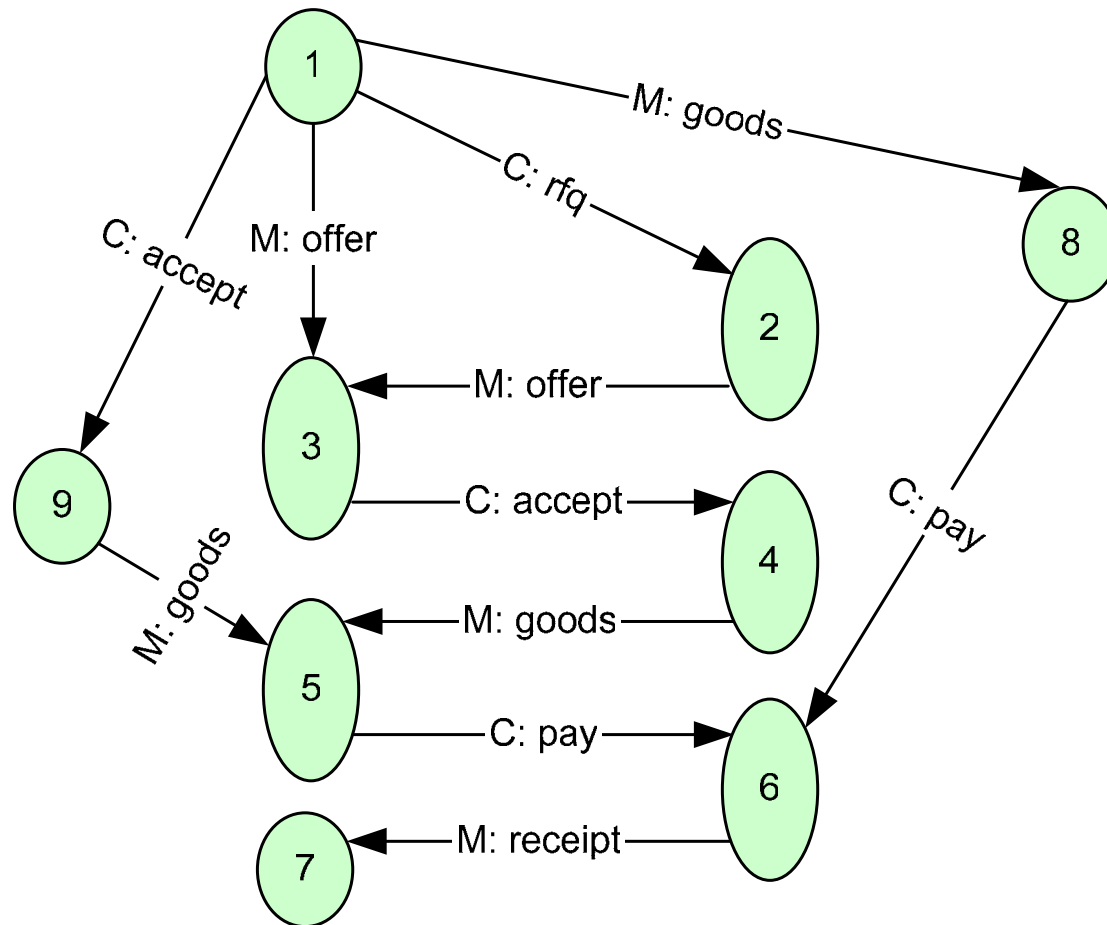 1
M: goods
C: rfq
8
C: accept
M: offer
2
M: offer
3
9
C: accept
C: pay
4
M: goods
M: goods
5
C: pay
6
M: receipt
7